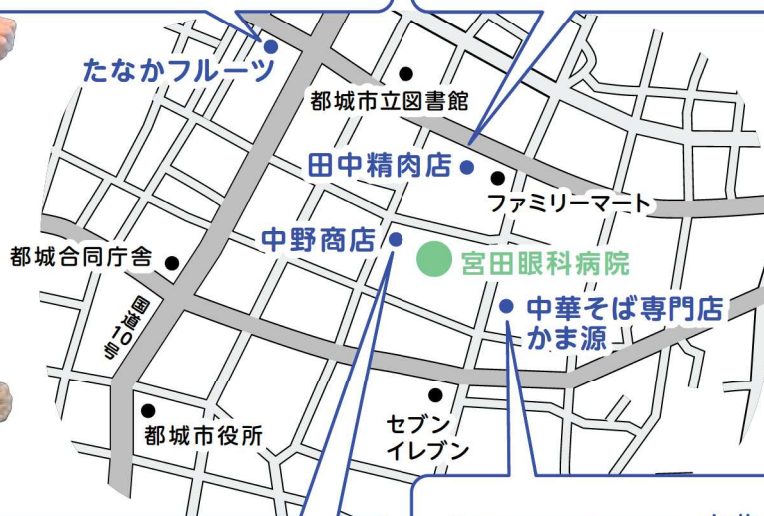 たなかフルーツ
都城市立図書館
田中精肉店
ファミリーマート
中野商店
都城合同庁舎
宮田眼科病院
国道10号
中華そば専門店
かま源
都城市役所
セブン
イレブン